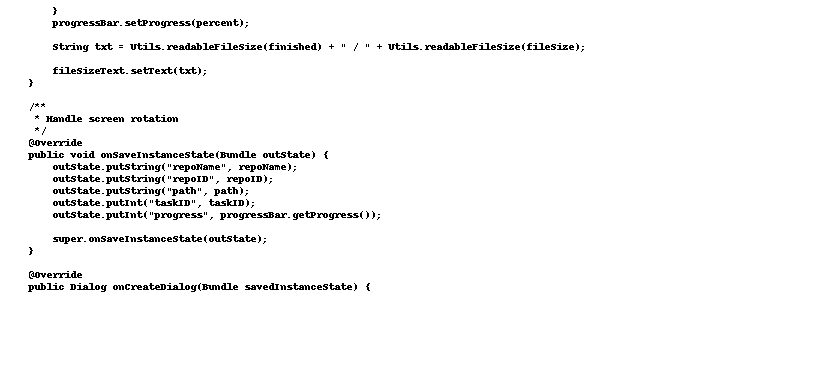 }
progressBar.setProgress(percent);
String txt = Utils.readableFileSize(finished) + " / " + Utils.readableFileSize(fileSize);
fileSizeText.setText(txt);
}
/**
* Handle screen rotation
*/
@Override
public void onSaveInstanceState(Bundle outState) {
outState.putString("repoName", repoName);
outState.putString("repoID", repoID);
outState.putString("path", path);
outState.putInt("taskID", taskID);
outState.putInt("progress", progressBar.getProgress());
super.onSaveInstanceState(outState);
}
@Override
public Dialog onCreateDialog(Bundle savedInstanceState) {